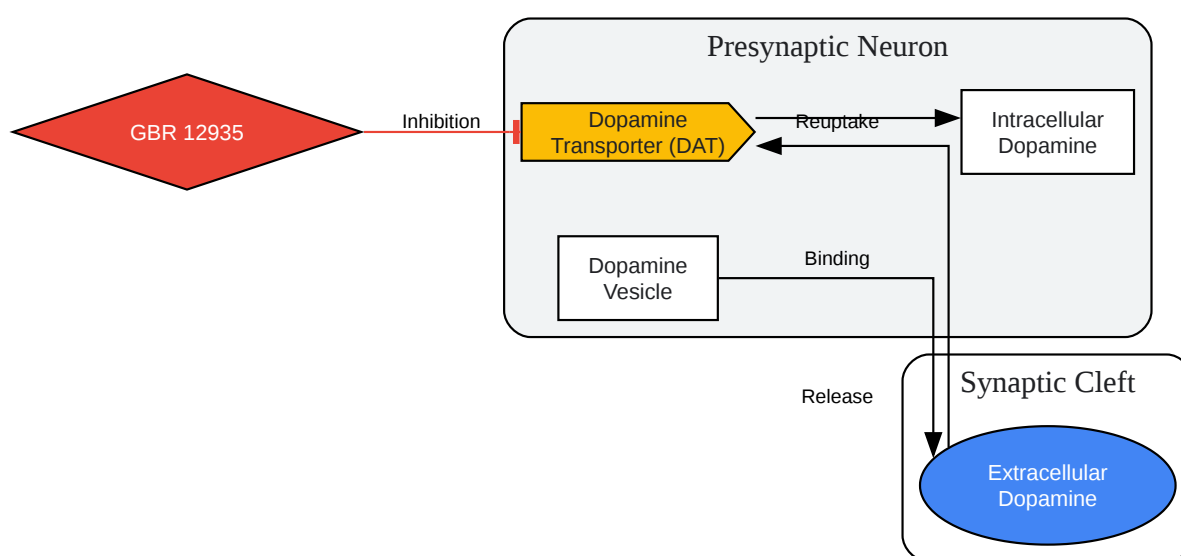 Presynaptic Neuron
GBR 12935
Inhibition
Dopamine
Transporter (DAT)
Reuptake
Intracellular
Dopamine
Dopamine
Vesicle
Binding
Release
Synaptic Cleft
Extracellular
Dopamine